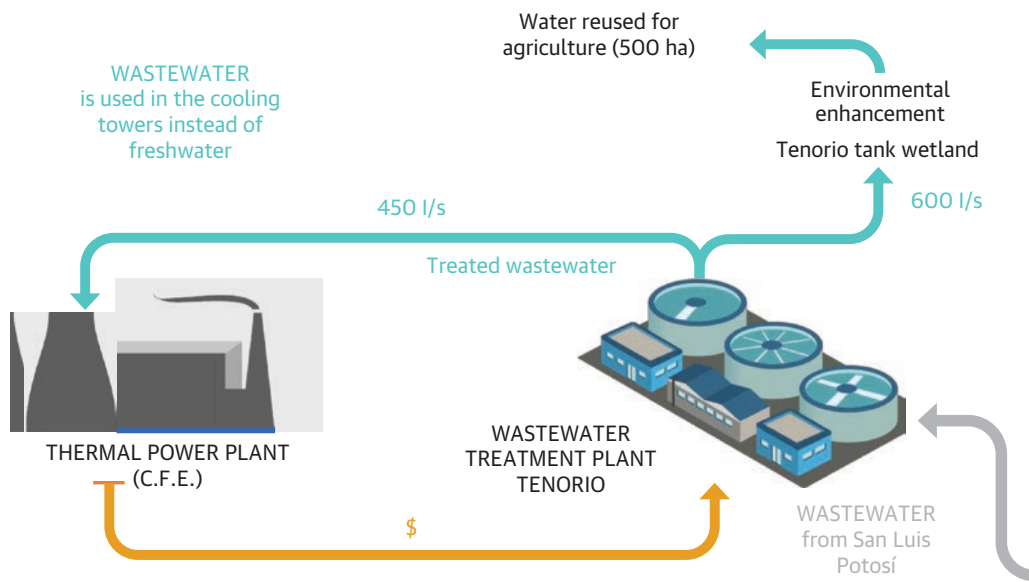 Water reused for
agriculture (500 ha)
WASTEWATER
is used in the cooling
towers instead of
freshwater
Environmental
enhancement
Tenorio tank wetland
450 l/s
600 l/s
Treated wastewater
THERMAL POWER PLANT
(C.F.E.)
WASTEWATER
TREATMENT PLANT
TENORIO
$
WASTEWATER
from San Luis
Potosí